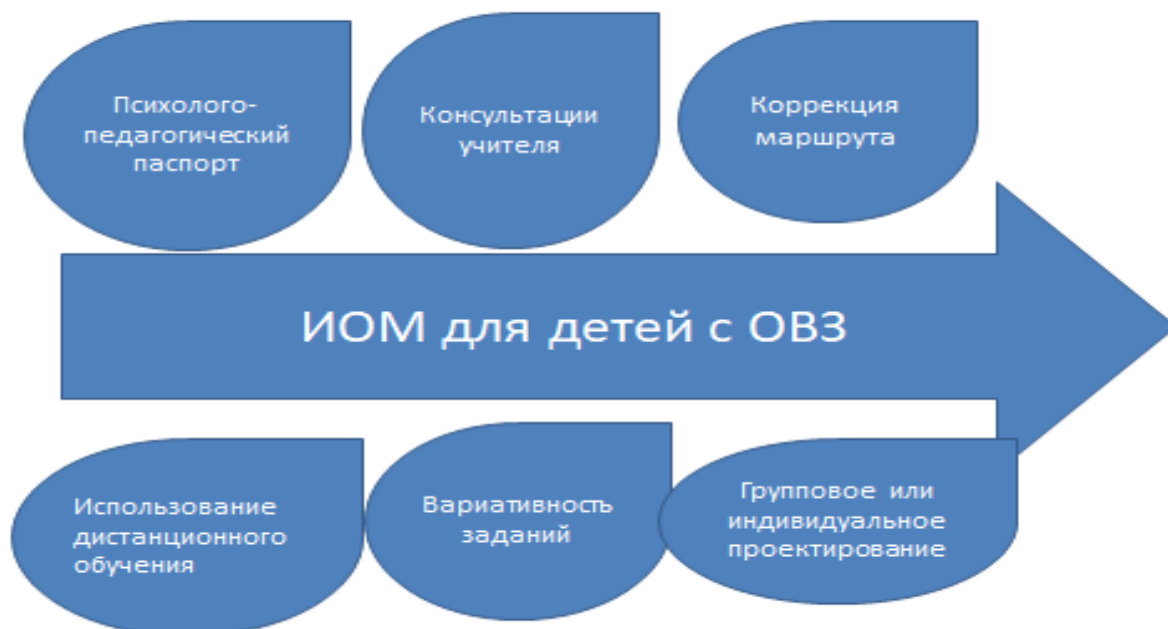 Психолого-
педагогический
паспорт
Консультации
учителя
Коррекция
маршрута
ИОМ для детей с ОВЗ
Использование
дистанционного
обучения
Вариативность
заданий
Групповое или
индивидуальное
проектирование